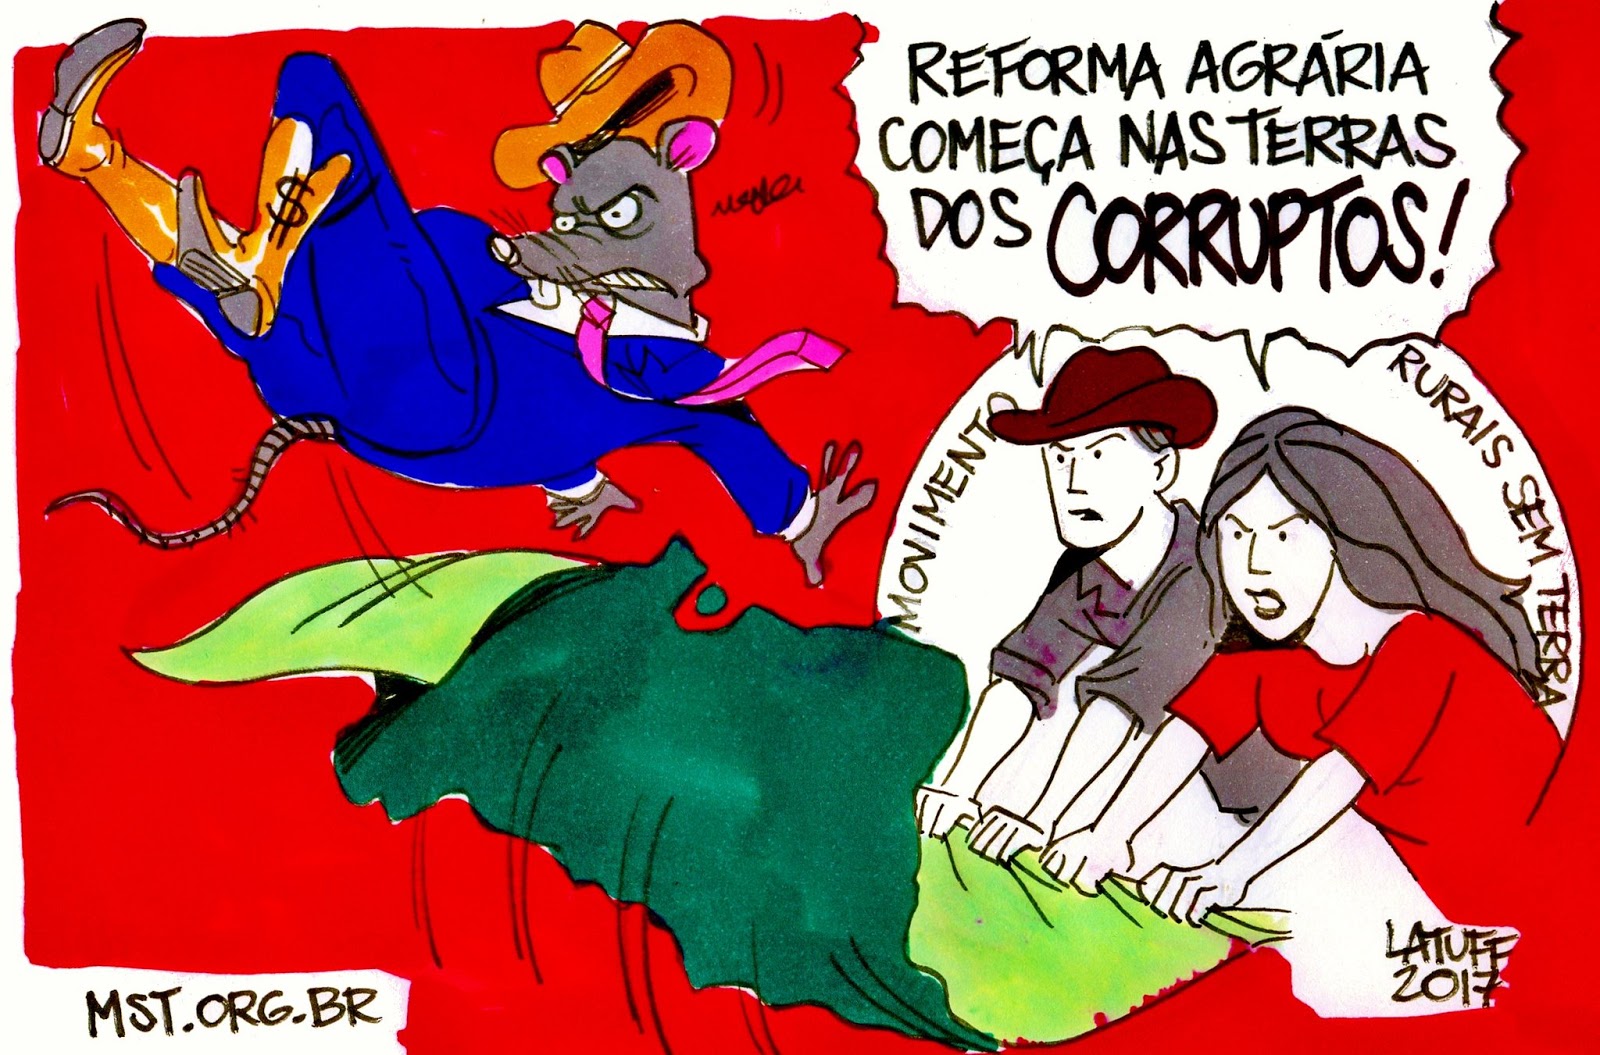 REFORMA AGRÁRIA
COMEÇA NAS TERRAS
DOS CORRUPTOS!
MOVIMENTO
RURAIS SEM TERRA
$
LATUFF
2017
MST.ORG.BR